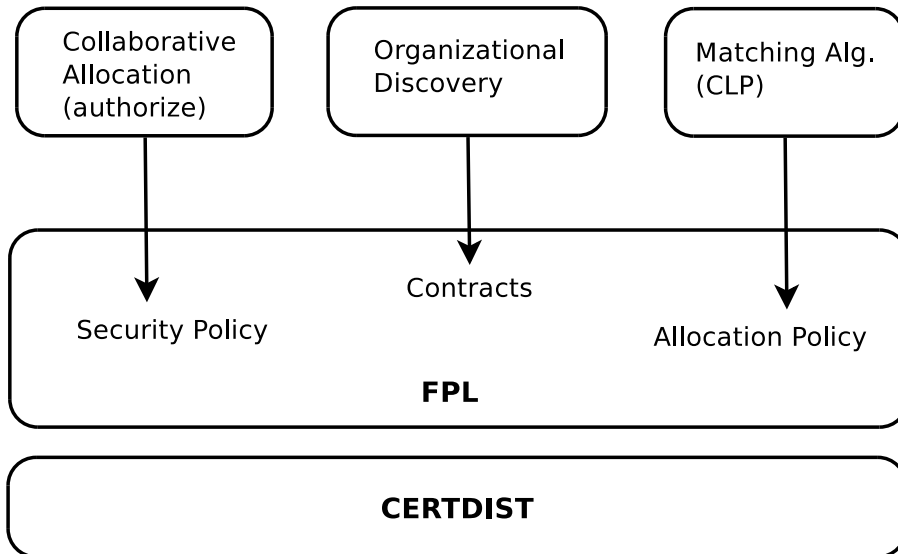 Collaborative
Allocation
(authorize)
Organizational
Discovery
Matching Alg.
(CLP)
Contracts
Security Policy
Allocation Policy
FPL
CERTDIST